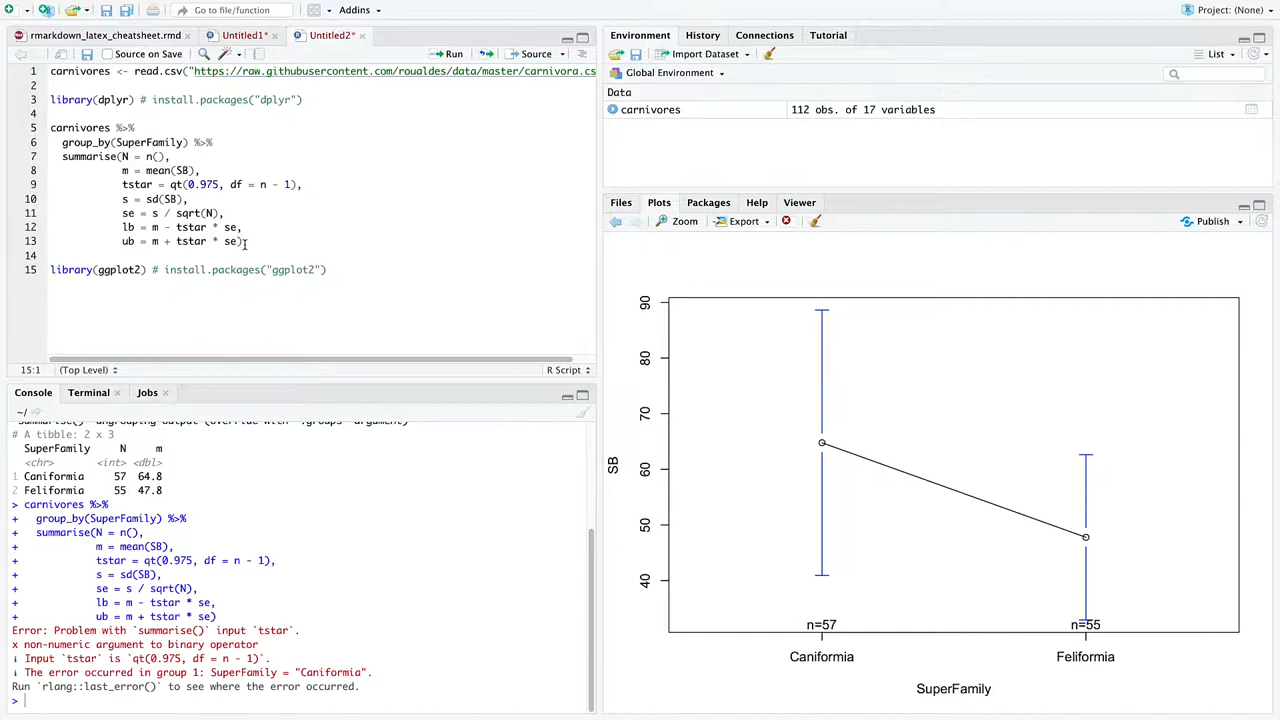 Go to file/function
Addins
Project: (None)
rmarkdown_latex_cheatsheet.rmd
Untitled1*
Untitled2*
Source on Save
Run
Source
1 carnivores <- read.csv("https://raw.githubusercontent.com/roualdes/data/master/carnivora.cs
2
3 library(dplyr) # install.packages("dplyr")
4
5 carnivores %>%
6 group_by(SuperFamily) %>%
7 summarise(N = n(),
8 m = mean(SB),
9 tstar = qt(0.975, df = n - 1),
10 s = sd(SB),
11 se = s / sqrt(N),
12 lb = m - tstar * se,
13 ub = m + tstar * se)
14
15 library(ggplot2) # install.packages("ggplot2")
15:1 (Top Level) R Script
Console Terminal Jobs
~/
`summarise()` ungrouping output (override with `.groups` argument)
# A tibble: 2 x 3
SuperFamily N m
<chr> <int> <dbl>
1 Caniformia 57 64.8
2 Feliformia 55 47.8
> carnivores %>%
+ group_by(SuperFamily) %>%
+ summarise(N = n(),
+ m = mean(SB),
+ tstar = qt(0.975, df = n - 1),
+ s = sd(SB),
+ se = s / sqrt(N),
+ lb = m - tstar * se,
+ ub = m + tstar * se)
Error: Problem with `summarise()` input `tstar`.
x non-numeric argument to binary operator
i Input `tstar` is `qt(0.975, df = n - 1)`.
i The error occurred in group 1: SuperFamily = "Caniformia".
Run `rlang::last_error()` to see where the error occurred.
>
Environment History Connections Tutorial
Import Dataset
List
Global Environment
Data
carnivores 112 obs. of 17 variables
Files Plots Packages Help Viewer
Zoom Export Publish
90
80
70
60
50
40
SB
n=57 n=55
Caniformia Feliformia
SuperFamily